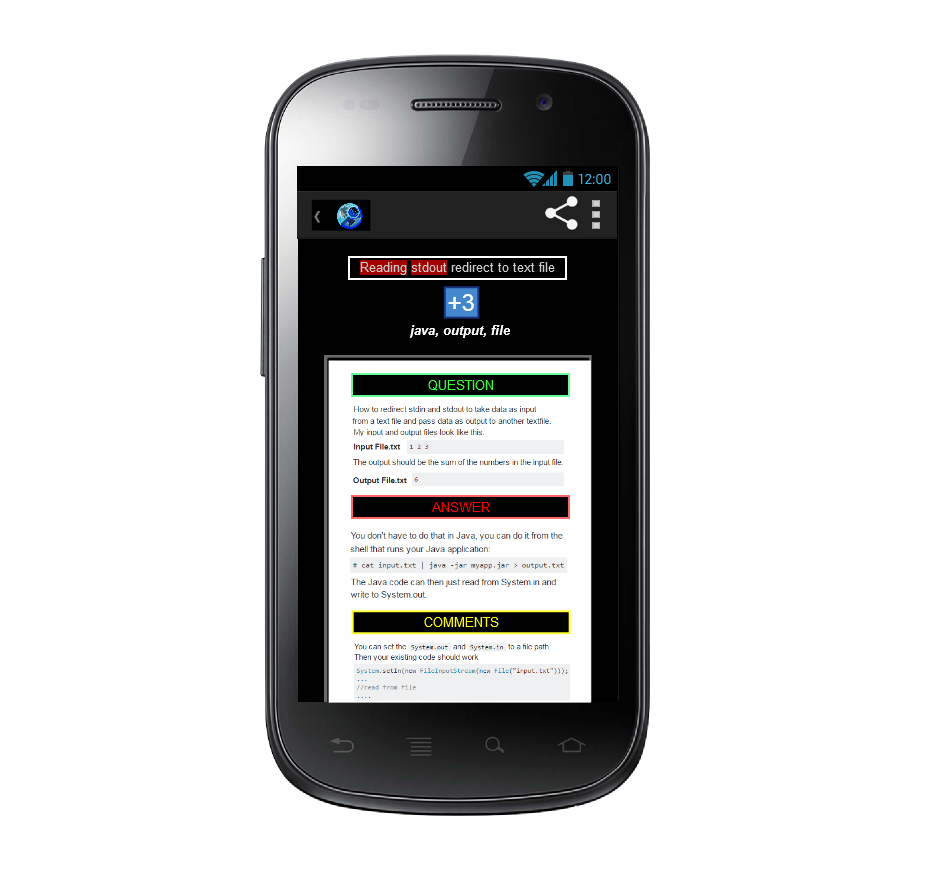 12:00
Reading stdout redirect to text file
+3
java, output, file
QUESTION
How to redirect stdin and stdout to take data as input
from a text file and pass data as output to another textfile.
My input and output files look like this.
Input File.txt 1 2 3
The output should be the sum of the numbers in the input file.
Output File.txt 6
ANSWER
You don't have to do that in Java, you can do it from the
shell that runs your Java application:
# cat input.txt | java -jar myapp.jar > output.txt
The Java code can then just read from System.in and
write to System.out.
COMMENTS
You can set the System.out and System.in to a file path
Then your existing code should work
System.setIn(new FileInputStream(new File("input.txt")));
...
//read from file
....